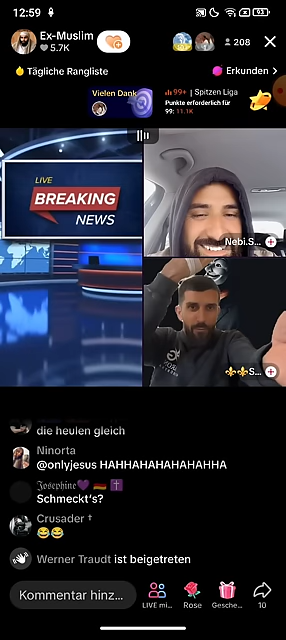 12:59
93
Ex-Muslim
5.7K
208
Tägliche Rangliste
Erkunden >
Vielen Dank
99+ | Spitzen Liga
Punkte erforderlich für
99: 11.1K
LIVE
BREAKING
NEWS
Nebi.S...
⚜️⚜️S...
die heulen gleich
Ninorta
@onlyjesus HAHHAHAHAHAHAHHA
𝔍𝔬𝔰𝔢𝔭𝔥𝔦𝔫𝔢💜 🇩🇪 ✝️
Schmeckt's?
Crusader †
😂😂
Werner Traudt ist beigetreten
Kommentar hinz...
LIVE mi...
Rose
Gesche...
10